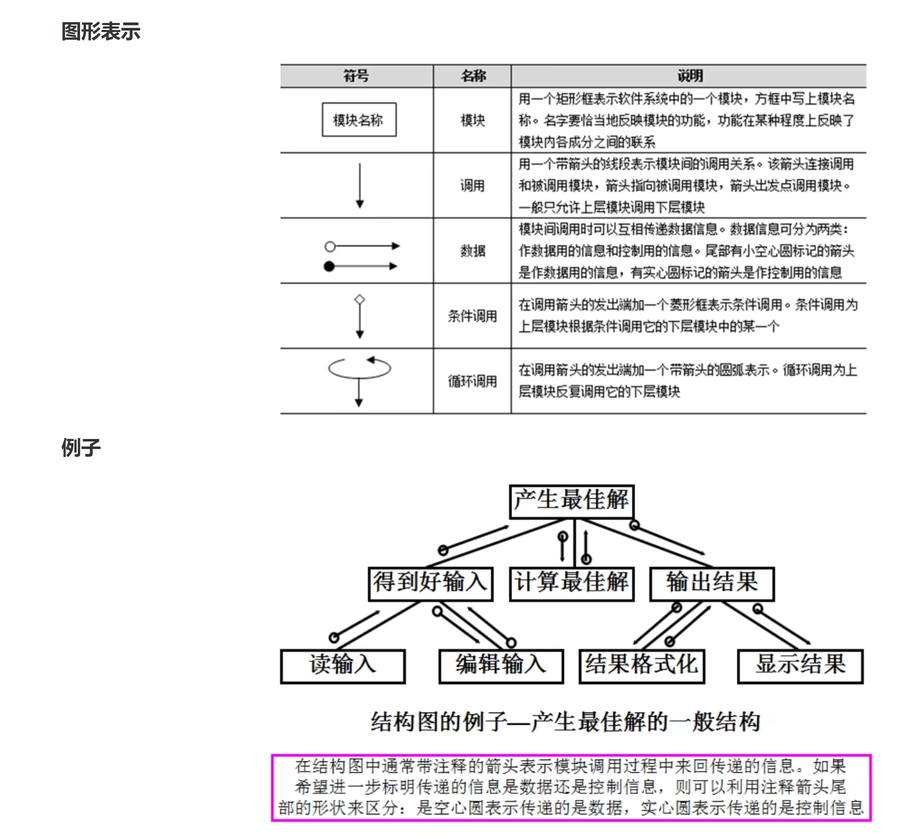 图形表示
符号 名称 说明
模块名称 模块 用一个矩形框表示软件系统中的一个模块，方框中写上模块名
称。名字要恰当地反映模块的功能，功能在某种程度上反映了
模块内各成分之间的联系
调用 用一个带箭头的线段表示模块间的调用关系。该箭头连接调用
和被调用模块，箭头指向被调用模块，箭头出发点调用模块。
一般只允许上层模块调用下层模块
数据 模块间调用时可以互相传递数据信息。数据信息可分为两类：
作数据用的信息和控制用的信息。尾部有小空心圆标记的箭头
是作数据用的信息，有实心圆标记的箭头是作控制用的信息
条件调用 在调用箭头的发出端加一个菱形框表示条件调用。条件调用为
上层模块根据条件调用它的下层模块中的某一个
循环调用 在调用箭头的发出端加一个带箭头的圆弧表示。循环调用为上
层模块反复调用它的下层模块
例子
产生最佳解
得到好输入 计算最佳解 输出结果
读输入 编辑输入 结果格式化 显示结果
结构图的例子—产生最佳解的一般结构
在结构图中通常带注释的箭头表示模块调用过程中来回传递的信息。如果
希望进一步标明传递的信息是数据还是控制信息，则可以利用注释箭头尾
部的形状来区分：是空心圆表示传递的是数据，实心圆表示传递的是控制信息